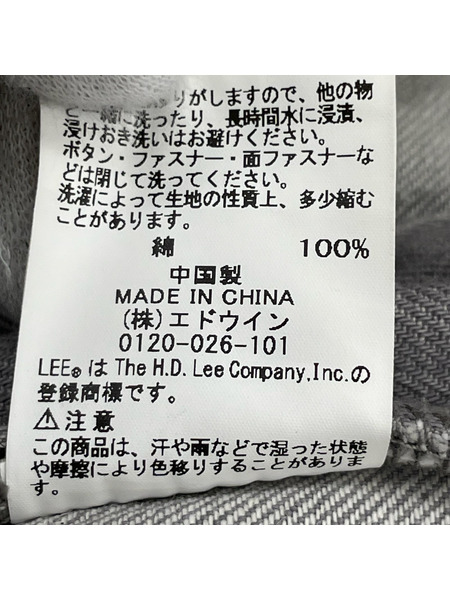 りがしますので、他の物
と一緒に洗ったり、長時間水に浸漬、
浸けおき洗いはお避けください。
ボタン・ファスナー・面ファスナーな
どは閉じて洗ってください。
洗濯によって生地の性質上、多少縮む
ことがあります。
綿 100%
中国製
MADE IN CHINA
(株)エドウイン
0120-026-101
LEE® は The H.D. Lee Company,Inc.の
登録商標です。
⚠注意
この商品は、汗や雨などで湿った状態
や摩擦により色移りすることがありま
す。